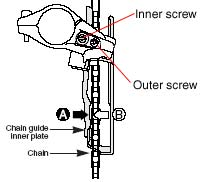 Inner screw
Outer screw
A
B
Chain guide
inner plate
Chain